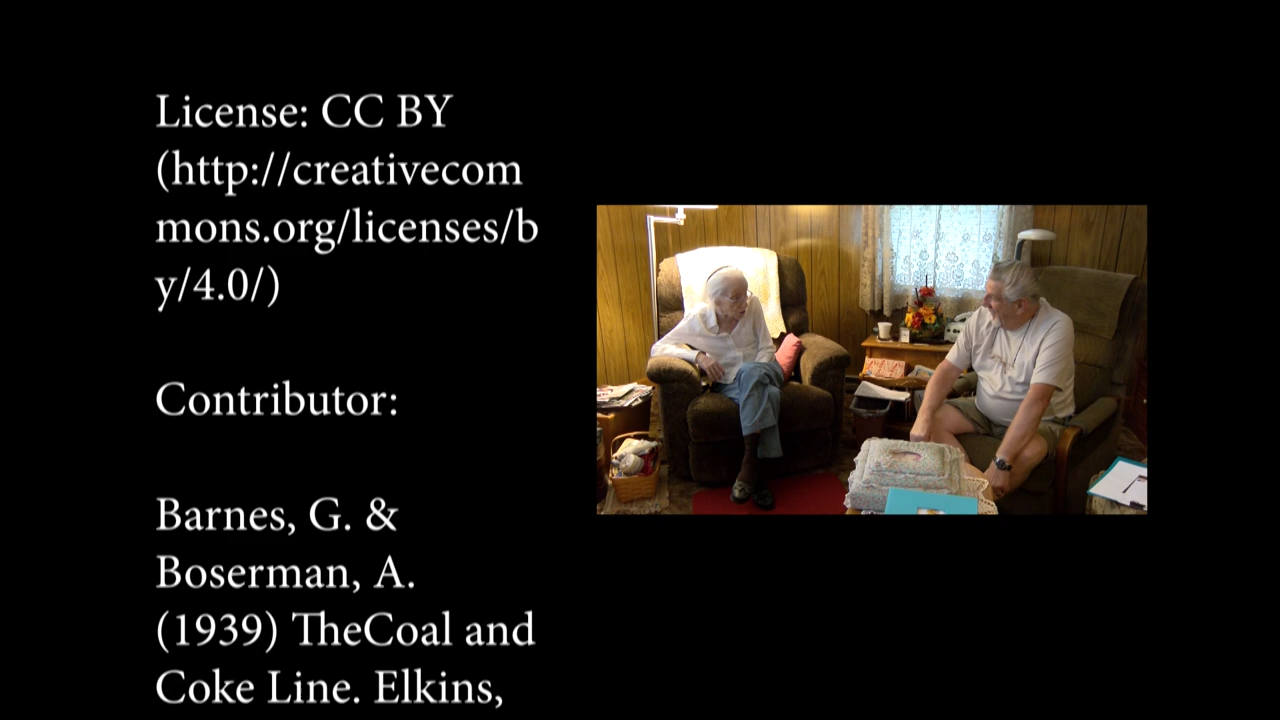 License: CC BY
(http://creativecom
mons.org/licenses/b
y/4.0/)
Contributor:
Barnes, G. &
Boserman, A.
(1939) TheCoal and
Coke Line. Elkins,